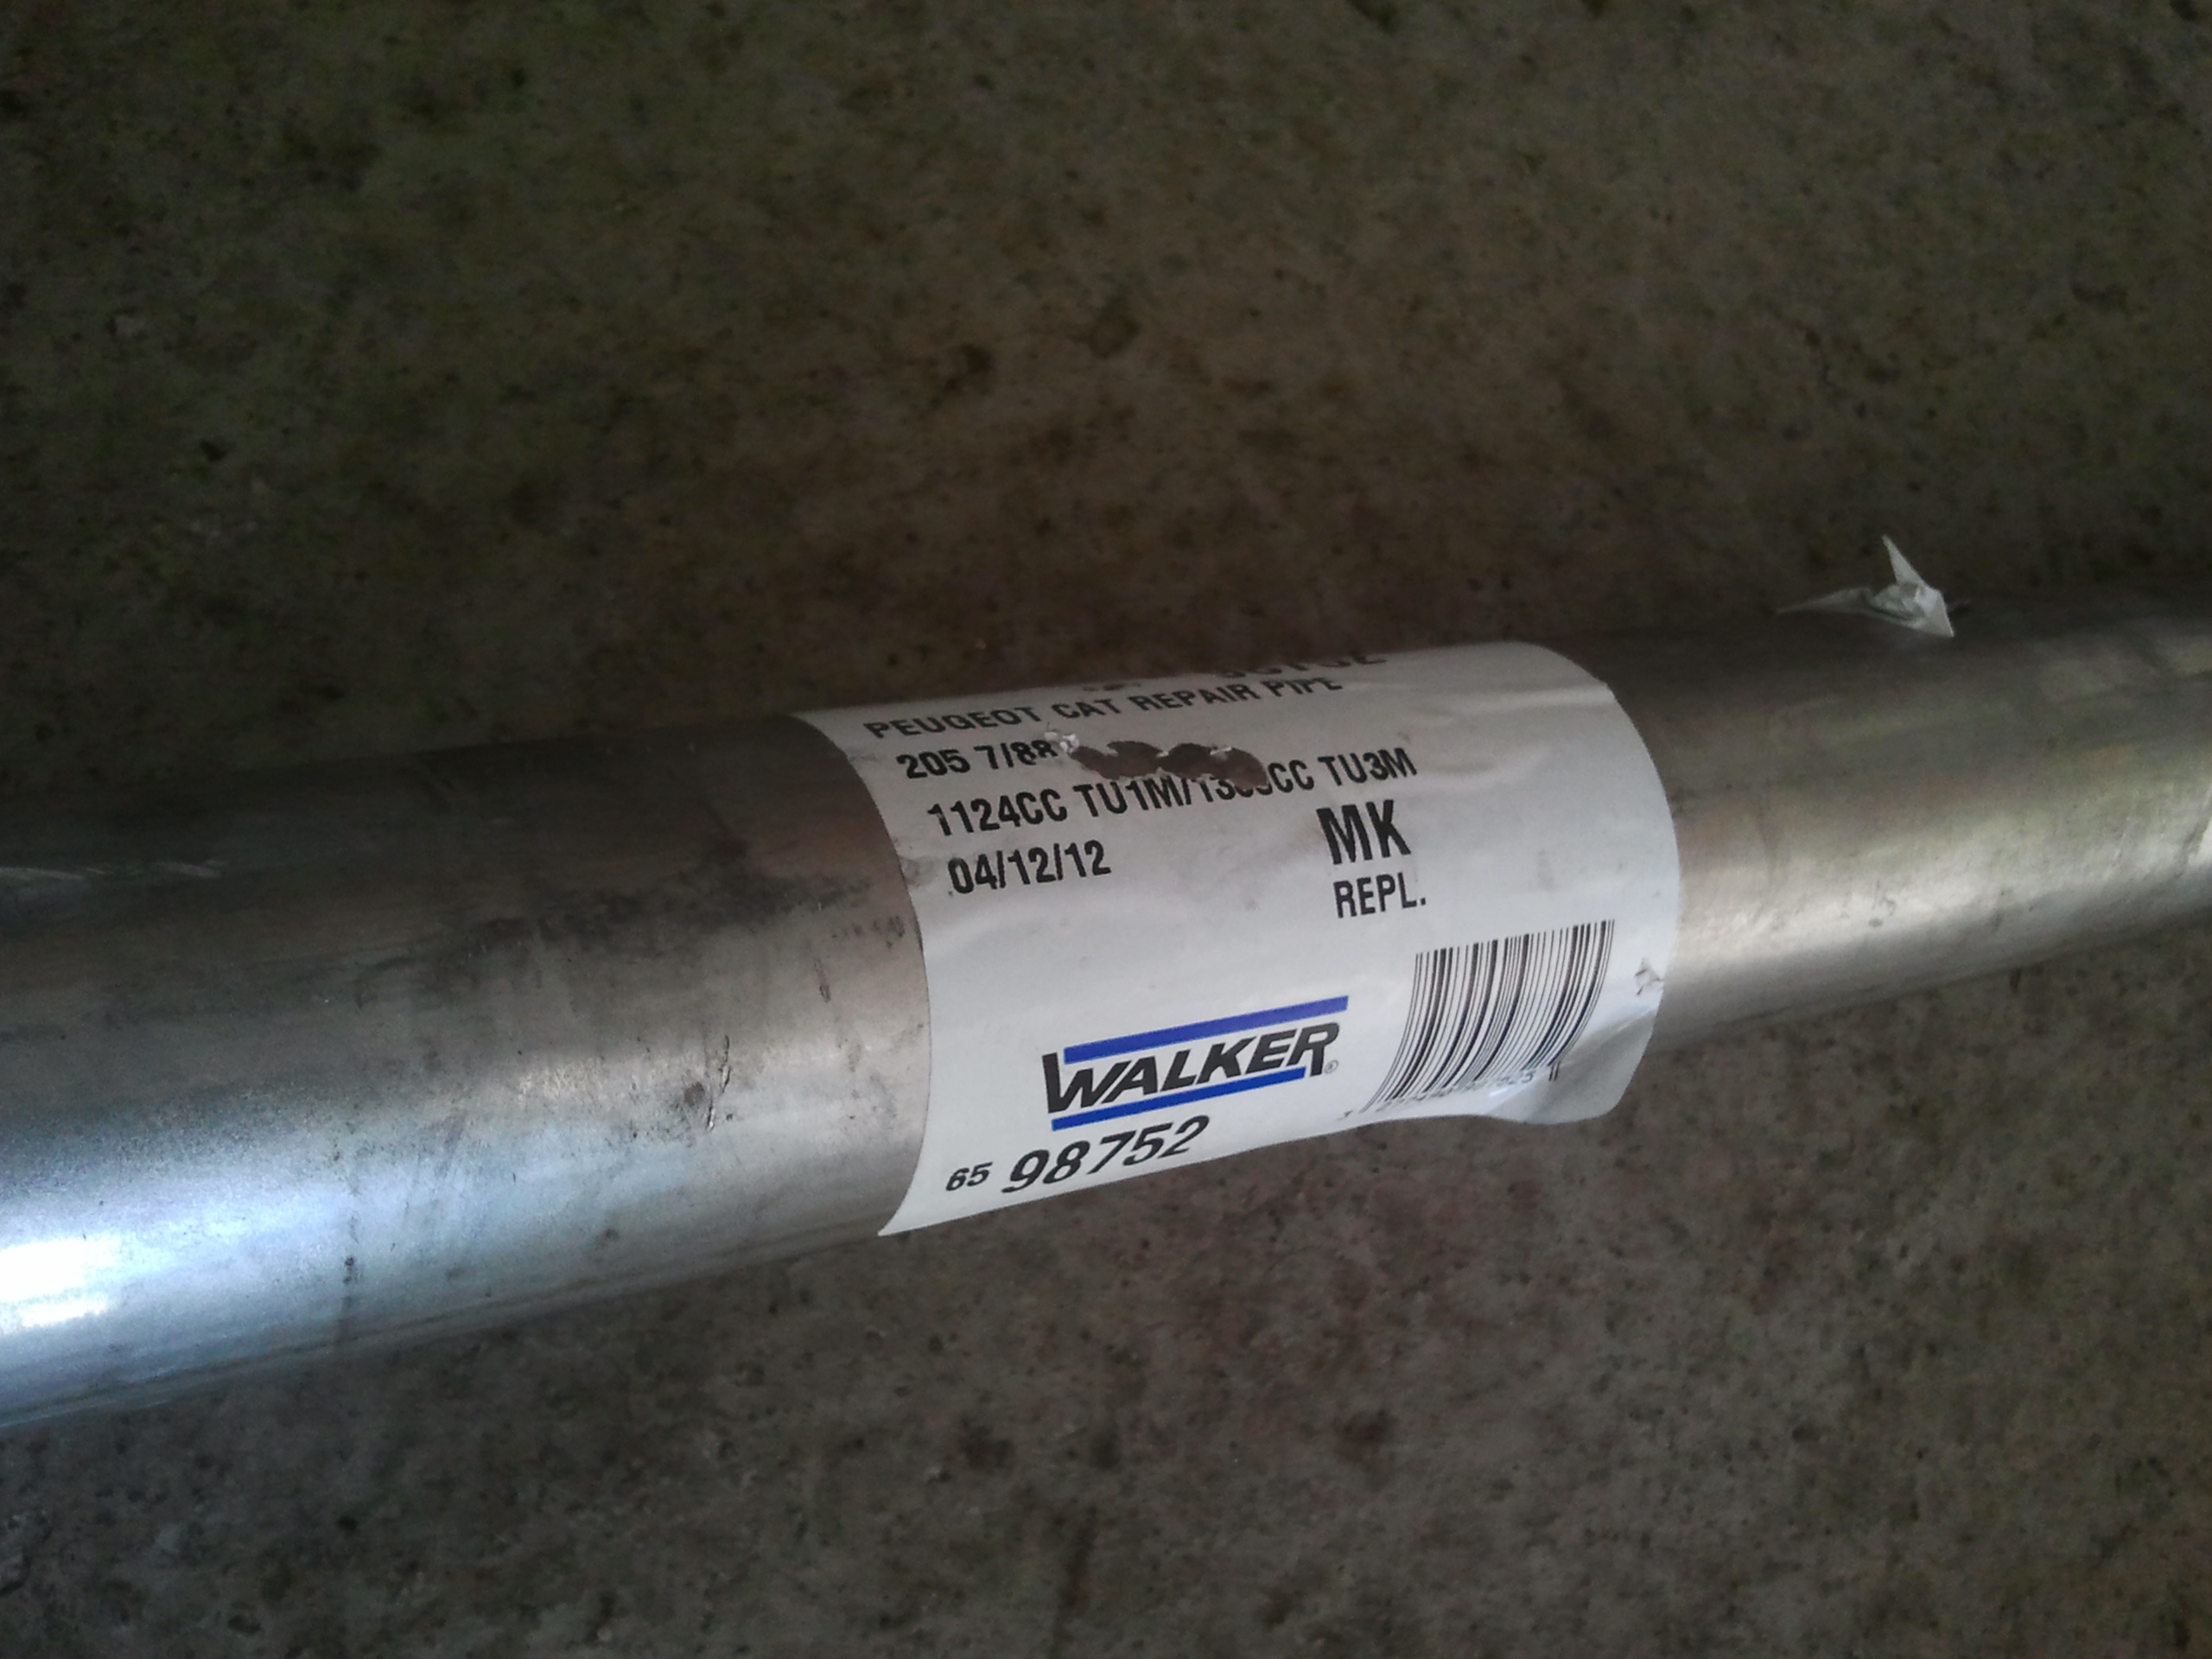 PEUGEOT CAT REPAIR PIPE
205 7/88
1124CC TU1M/ TU3M
04/12/12
MK
REPL.
WALKER®
65 98752